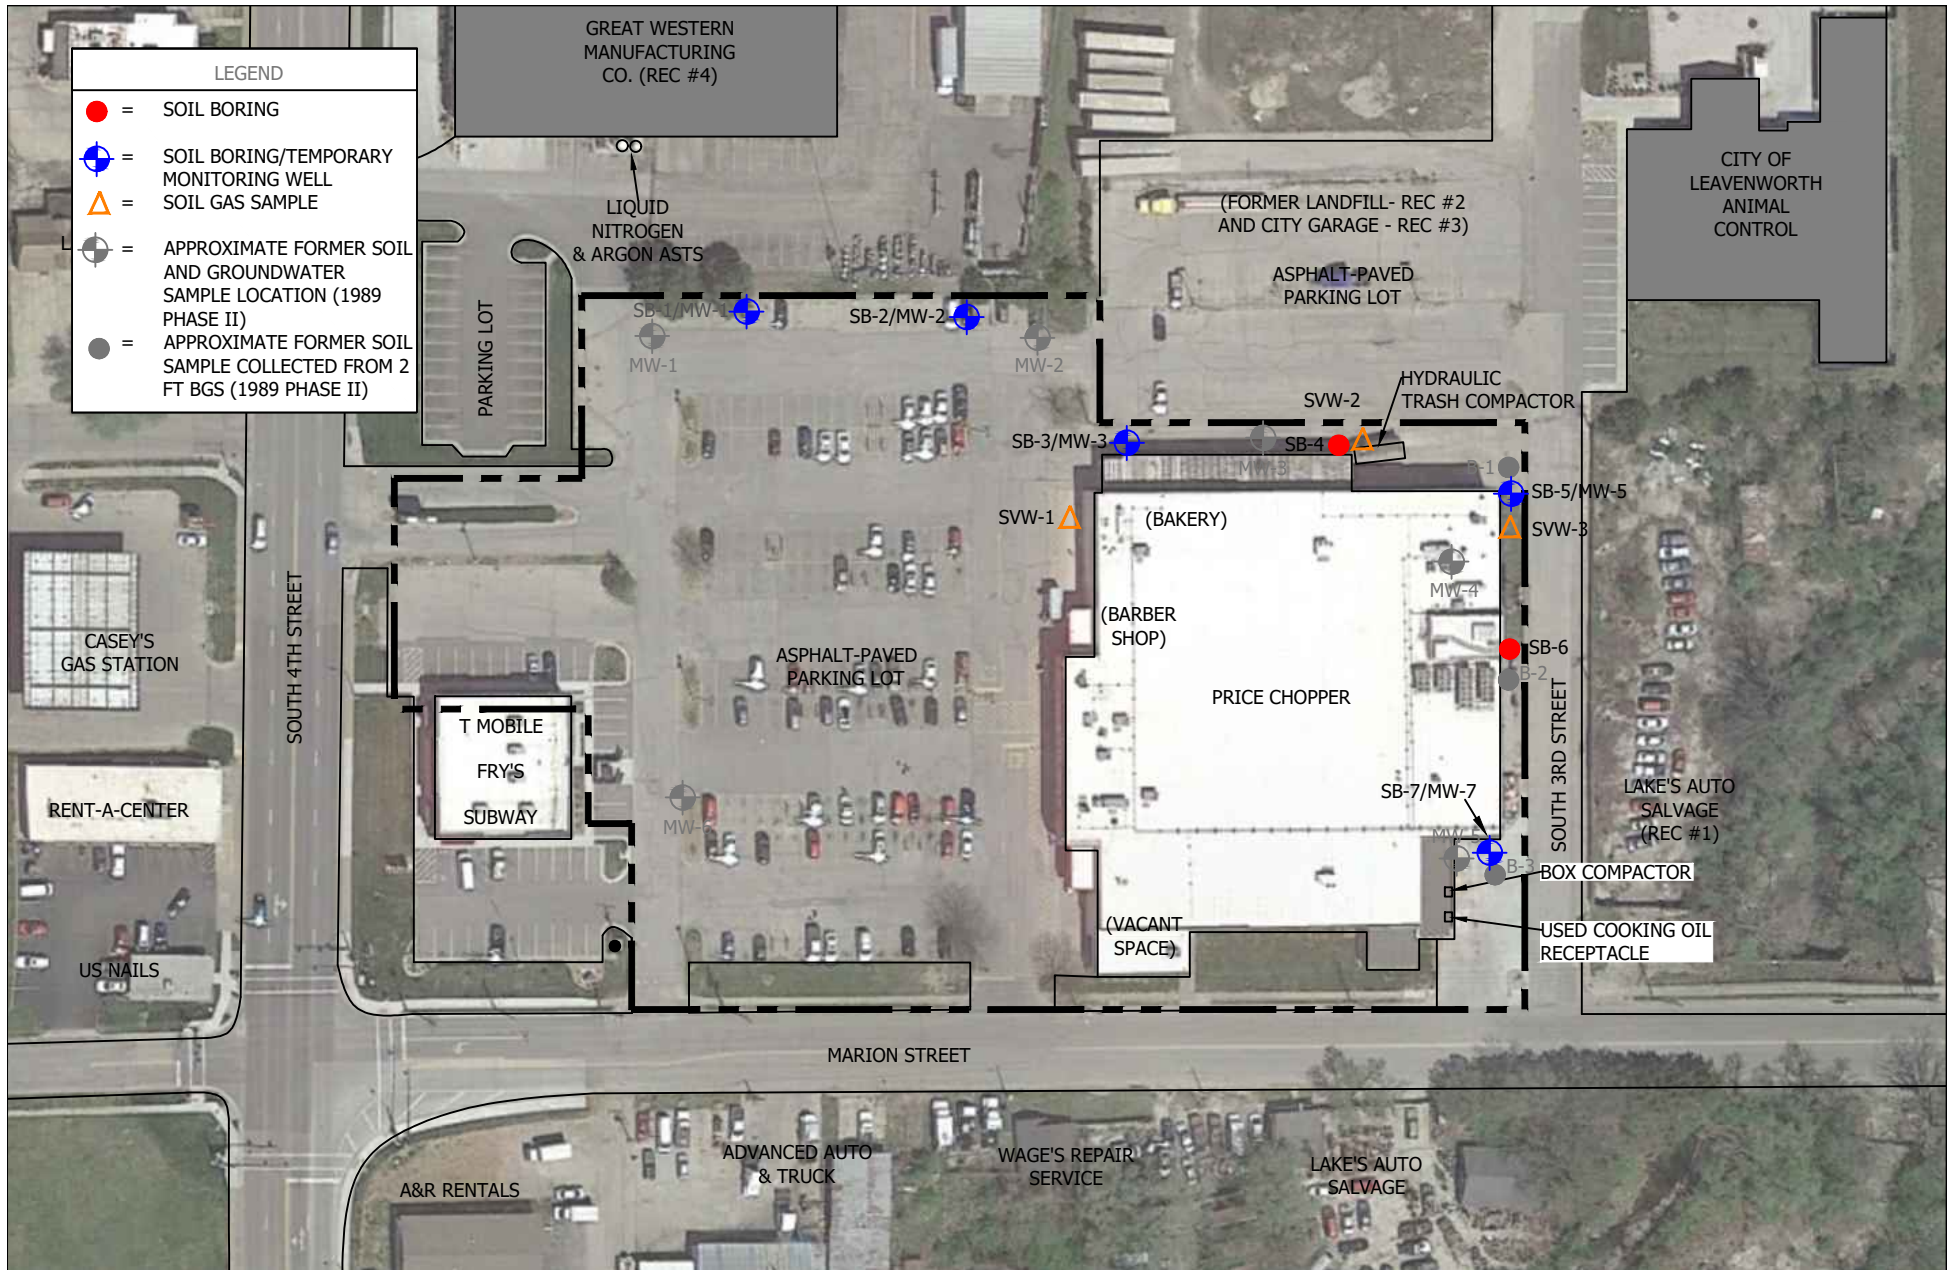 LEGEND
= SOIL BORING
= SOIL BORING/TEMPORARY
MONITORING WELL
= SOIL GAS SAMPLE
= APPROXIMATE FORMER SOIL
AND GROUNDWATER
SAMPLE LOCATION (1989
PHASE II)
= APPROXIMATE FORMER SOIL
SAMPLE COLLECTED FROM 2
FT BGS (1989 PHASE II)
L
GREAT WESTERN
MANUFACTURING
CO. (REC #4)
LIQUID
NITROGEN
& ARGON ASTS
PARKING LOT
(FORMER LANDFILL- REC #2
AND CITY GARAGE - REC #3)
ASPHALT-PAVED
PARKING LOT
CITY OF
LEAVENWORTH
ANIMAL
CONTROL
SB-1/MW-1
MW-1
SB-2/MW-2
MW-2
SVW-2
HYDRAULIC
TRASH COMPACTOR
SB-3/MW-3
MW-3
SB-4
B-1
SB-5/MW-5
SVW-1
(BAKERY)
SVW-3
MW-4
(BARBER
SHOP)
SB-6
B-2
CASEY'S
GAS STATION
SOUTH 4TH STREET
ASPHALT-PAVED
PARKING LOT
PRICE CHOPPER
SOUTH 3RD STREET
T MOBILE
FRY'S
SUBWAY
RENT-A-CENTER
MW-6
SB-7/MW-7
MW-5
B-3
LAKE'S AUTO
SALVAGE
(REC #1)
BOX COMPACTOR
USED COOKING OIL
RECEPTACLE
(VACANT
SPACE)
US NAILS
MARION STREET
A&R RENTALS
ADVANCED AUTO
& TRUCK
WAGE'S REPAIR
SERVICE
LAKE'S AUTO
SALVAGE